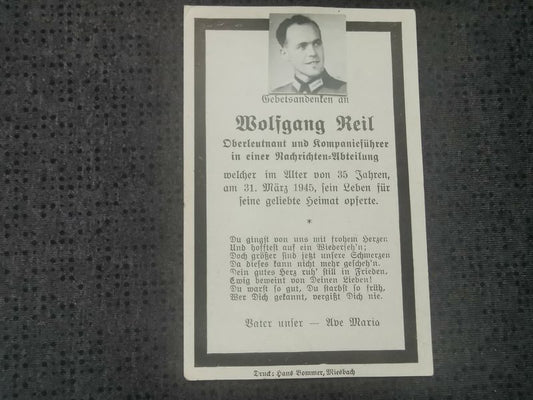 Gebetsandenken an
Wolfgang Reil
Oberleutnant und Kompanieführer
in einer Nachrichten-Abteilung
welcher im Alter von 35 Jahren,
am 31. März 1945, sein Leben für
seine geliebte Heimat opferte.
*
Du gingst von uns mit frohem Herzen
Und hofftest auf ein Wiederseh'n;
Doch größer sind jetzt unsere Schmerzen
Da dieses kann nicht mehr gescheh'n.
Dein gutes Herz ruh' still in Frieden.
Ewig beweint von Deinen Lieben!
Du warst so gut, Du starbst so früh,
Wer Dich gekannt, vergißt Dich nie.
Vater unser — Ave Maria
Druck: Hans Bommer, Miesbach